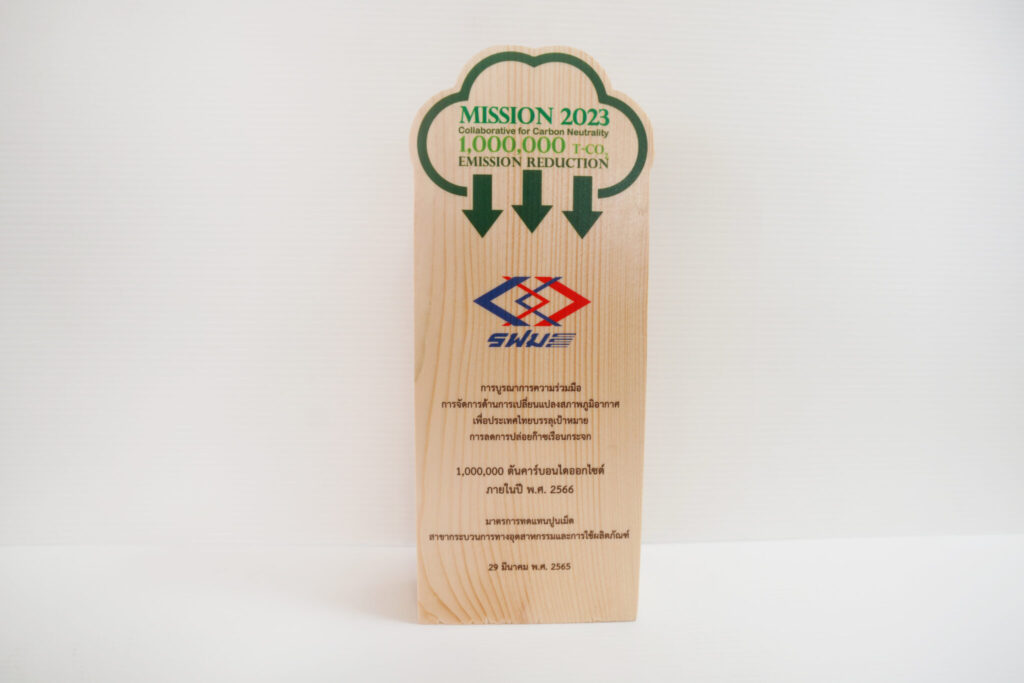 MISSION 2023
Collaborative for Carbon Neutrality
1,000,000 T-CO₂
EMISSION REDUCTION
รฟม
การบูรณาการความร่วมมือ
การจัดการด้านการเปลี่ยนแปลงสภาพภูมิอากาศ
เพื่อประเทศไทยบรรลุเป้าหมาย
การลดการปล่อยก๊าซเรือนกระจก
1,000,000 ตันคาร์บอนไดออกไซด์
ภายในปี พ.ศ. 2566
มาตรการทดแทนปูนเม็ด
สาขากระบวนการทางอุตสาหกรรมและการใช้ผลิตภัณฑ์
29 มีนาคม พ.ศ. 2565